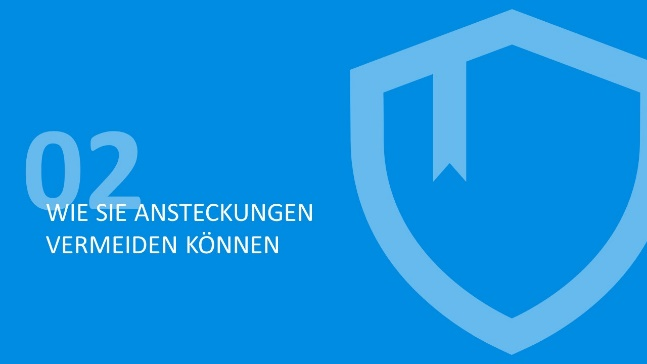 02
WIE SIE ANSTECKUNGEN
VERMEIDEN KÖNNEN